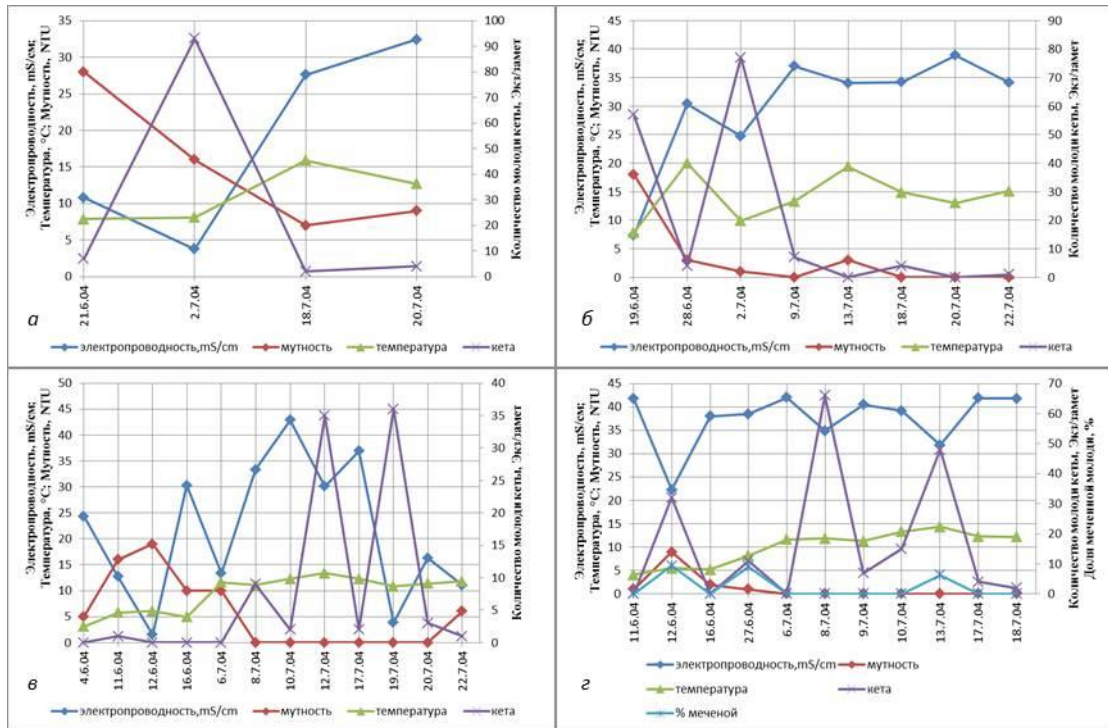 Электропроводность, mS/см;
Температура, °C; Мутность, NTU
35
30
25
20
15
10
5
0
100
90
80
70
60
50
40
30
20
10
0
Количество молоди кеты, Экз/замет
21.6.04 2.7.04 18.7.04 20.7.04
а
электропроводность,mS/cm мутность температура кета
Электропроводность, mS/см;
Температура, °C; Мутность, NTU
45
40
35
30
25
20
15
10
5
0
90
80
70
60
50
40
30
20
10
0
Количество молоди кеты, Экз/замет
19.6.04 28.6.04 2.7.04 9.7.04 13.7.04 18.7.04 20.7.04 22.7.04
б
электропроводность,mS/cm мутность температура кета
Электропроводность, mS/см;
Температура, °C; Мутность, NTU
50
45
40
35
30
25
20
15
10
5
0
40
35
30
25
20
15
10
5
0
Количество молоди кеты, Экз/замет
4.6.04 11.6.04 12.6.04 16.6.04 6.7.04 8.7.04 10.7.04 12.7.04 17.7.04 19.7.04 20.7.04 22.7.04
в
электропроводность,mS/cm мутность температура кета
Электропроводность, mS/см;
Температура, °C; Мутность, NTU
45
40
35
30
25
20
15
10
5
0
70
60
50
40
30
20
10
0
Количество молоди кеты, Экз/замет
Доля меченной молоди, %
11.6.04 12.6.04 16.6.04 27.6.04 6.7.04 8.7.04 9.7.04 10.7.04 13.7.04 17.7.04 18.7.04
г
электропроводность,mS/cm мутность
температура кета
% меченой